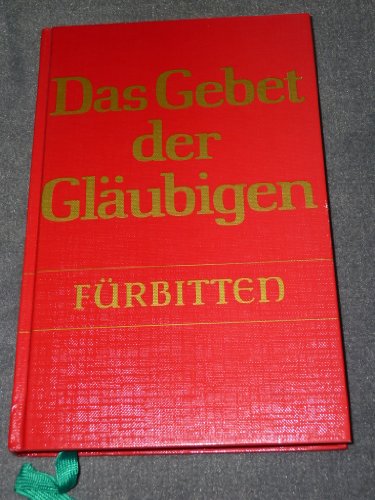 Das Gebet
der
Gläubigen
FÜRBITTEN